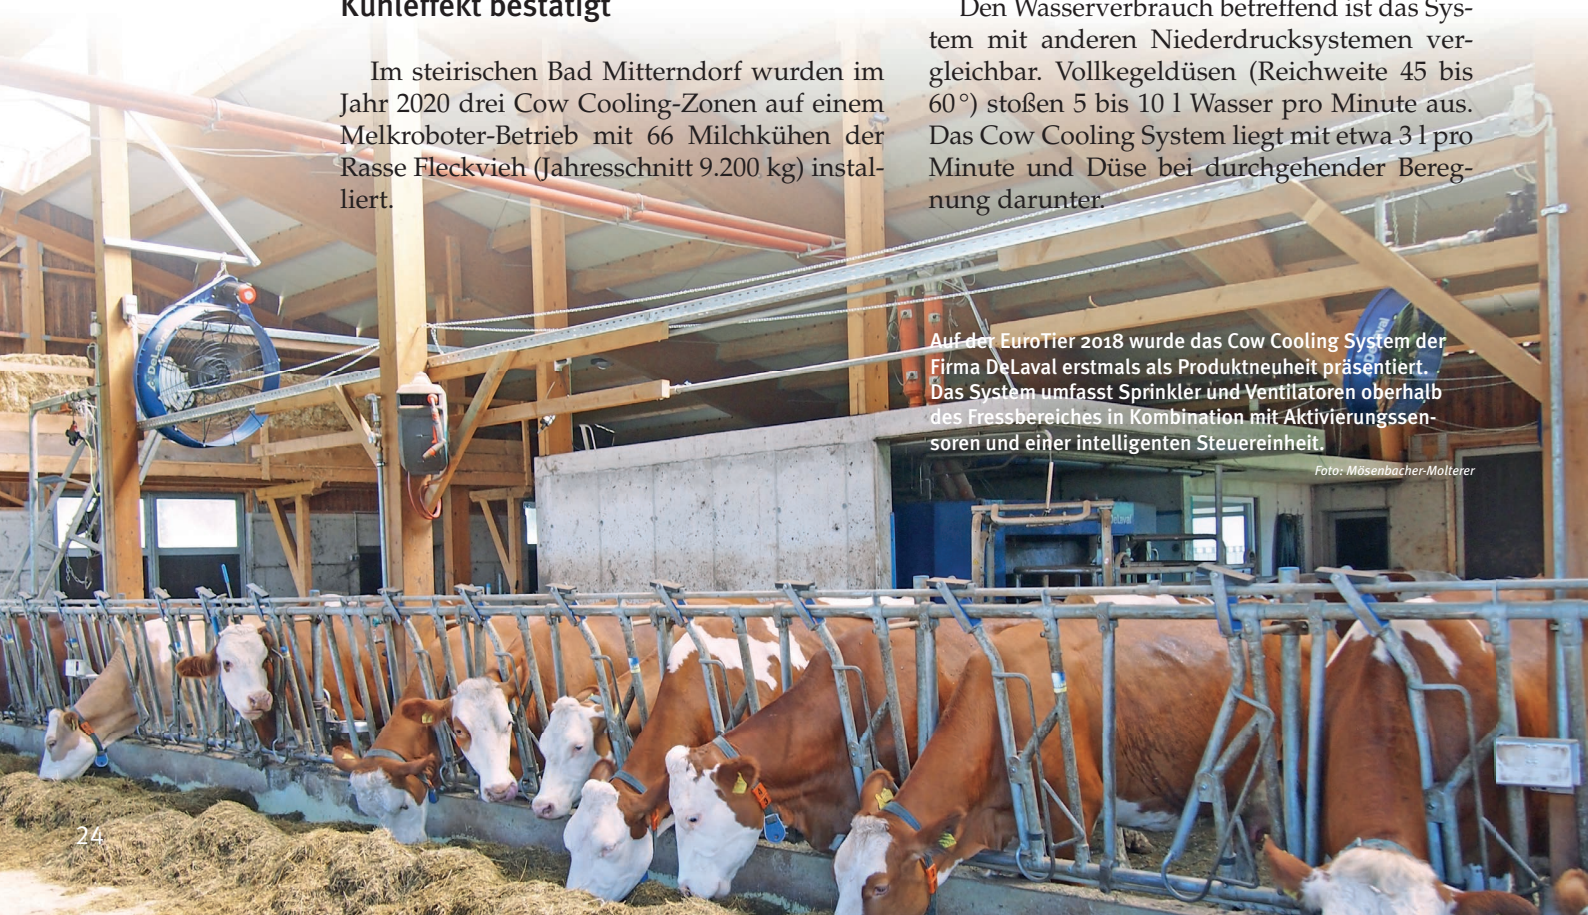 Kühleffekt bestätigt
Im steirischen Bad Mitterndorf wurden im
Jahr 2020 drei Cow Cooling-Zonen auf einem
Melkroboter-Betrieb mit 66 Milchkühen der
Rasse Fleckvieh (Jahresschnitt 9.200 kg) instal-
liert.
Den Wasserverbrauch betreffend ist das Sys-
tem mit anderen Niederdrucksystemen ver-
gleichbar. Vollkegeldüsen (Reichweite 45 bis
60°) stoßen 5 bis 10 l Wasser pro Minute aus.
Das Cow Cooling System liegt mit etwa 3 l pro
Minute und Düse bei durchgehender Bereg-
nung darunter.
DeLaval
DeLaval
Auf der EuroTier 2018 wurde das Cow Cooling System der
Firma DeLaval erstmals als Produktneuheit präsentiert.
Das System umfasst Sprinkler und Ventilatoren oberhalb
des Fressbereiches in Kombination mit Aktivierungssen-
soren und einer intelligenten Steuereinheit.
Foto: Mösenbacher-Molterer
DeLaval
24